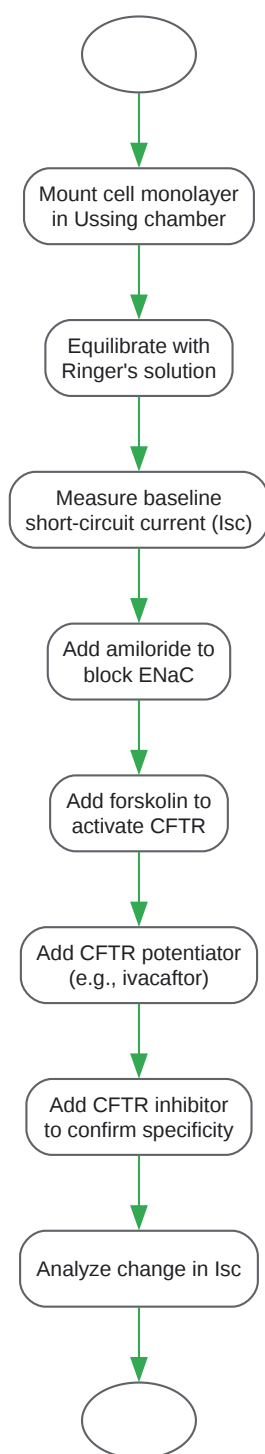 Mount cell monolayer
in Ussing chamber
Equilibrate with
Ringer's solution
Measure baseline
short-circuit current (Isc)
Add amiloride to
block ENaC
Add forskolin to
activate CFTR
Add CFTR potentiator
(e.g., ivacaftor)
Add CFTR inhibitor
to confirm specificity
Analyze change in Isc